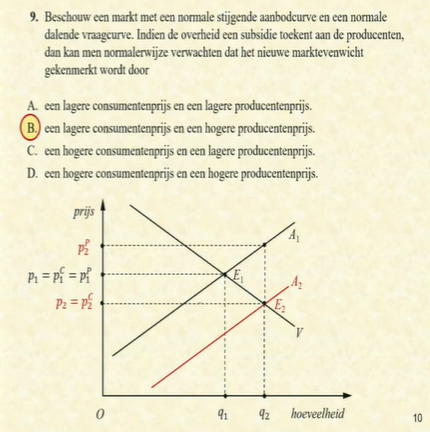 9. Beschouw een markt met een normale stijgende aanbodcurve en een normale
dalende vraagcurve. Indien de overheid een subsidie toekent aan de producenten,
dan kan men normalerwijze verwachten dat het nieuwe marktevenwicht
gekenmerkt wordt door
A. een lagere consumentenprijs en een lagere producentenprijs.
B. een lagere consumentenprijs en een hogere producentenprijs.
C. een hogere consumentenprijs en een lagere producentenprijs.
D. een hogere consumentenprijs en een hogere producentenprijs.
prijs
A₁
p₂ᴾ
p₁ = p₁ᶜ = p₁ᴾ
E₁
A₂
p₂ = p₂ᶜ
E₂
V
O
q₁ q₂ hoeveelheid
10